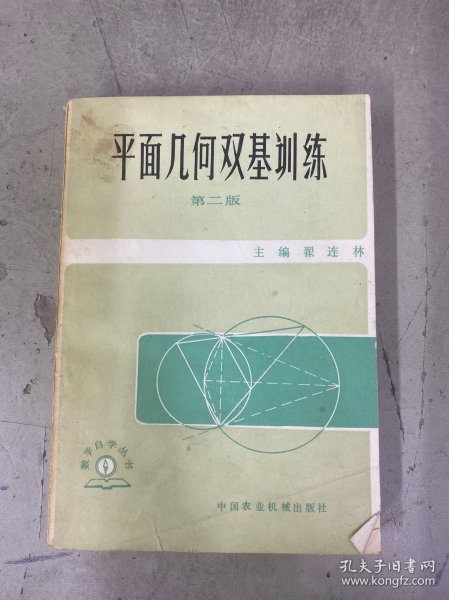 平面几何双基训练
第二版
主编 翟连林
数学自学丛书
中国农业机械出版社
孔夫子旧书网
www.kongfz.com